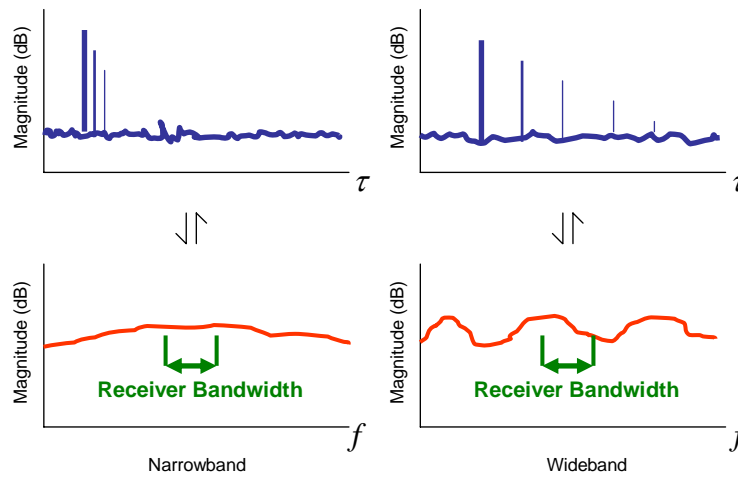 Magnitude (dB)
τ
Magnitude (dB)
Magnitude (dB)
f
Receiver Bandwidth
Narrowband
Magnitude (dB)
Receiver Bandwidth
Wideband